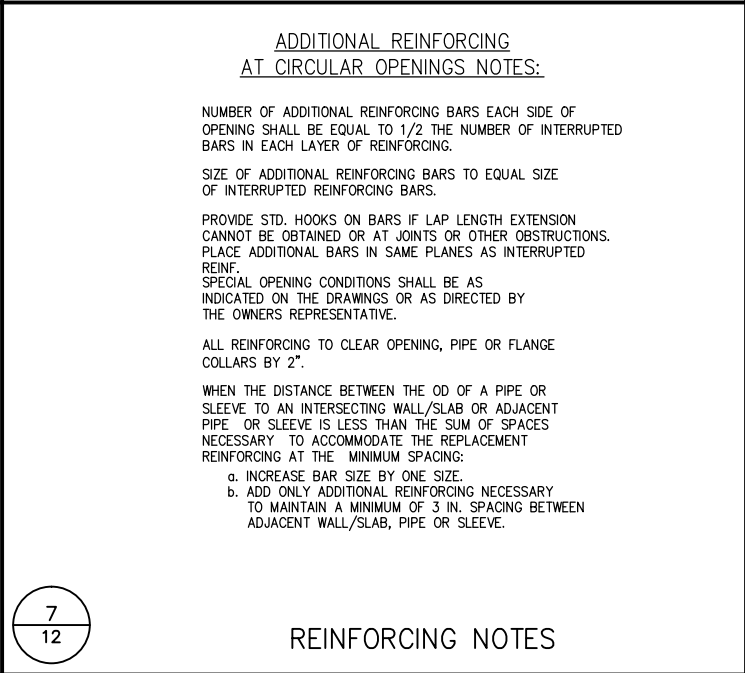 ADDITIONAL REINFORCING
AT CIRCULAR OPENINGS NOTES:
NUMBER OF ADDITIONAL REINFORCING BARS EACH SIDE OF
OPENING SHALL BE EQUAL TO 1/2 THE NUMBER OF INTERRUPTED
BARS IN EACH LAYER OF REINFORCING.
SIZE OF ADDITIONAL REINFORCING BARS TO EQUAL SIZE
OF INTERRUPTED REINFORCING BARS.
PROVIDE STD. HOOKS ON BARS IF LAP LENGTH EXTENSION
CANNOT BE OBTAINED OR AT JOINTS OR OTHER OBSTRUCTIONS.
PLACE ADDITIONAL BARS IN SAME PLANES AS INTERRUPTED
REINF.
SPECIAL OPENING CONDITIONS SHALL BE AS
INDICATED ON THE DRAWINGS OR AS DIRECTED BY
THE OWNERS REPRESENTATIVE.
ALL REINFORCING TO CLEAR OPENING, PIPE OR FLANGE
COLLARS BY 2".
WHEN THE DISTANCE BETWEEN THE OD OF A PIPE OR
SLEEVE TO AN INTERSECTING WALL/SLAB OR ADJACENT
PIPE OR SLEEVE IS LESS THAN THE SUM OF SPACES
NECESSARY TO ACCOMMODATE THE REPLACEMENT
REINFORCING AT THE MINIMUM SPACING:
a. INCREASE BAR SIZE BY ONE SIZE.
b. ADD ONLY ADDITIONAL REINFORCING NECESSARY
TO MAINTAIN A MINIMUM OF 3 IN. SPACING BETWEEN
ADJACENT WALL/SLAB, PIPE OR SLEEVE.
7
12
REINFORCING NOTES